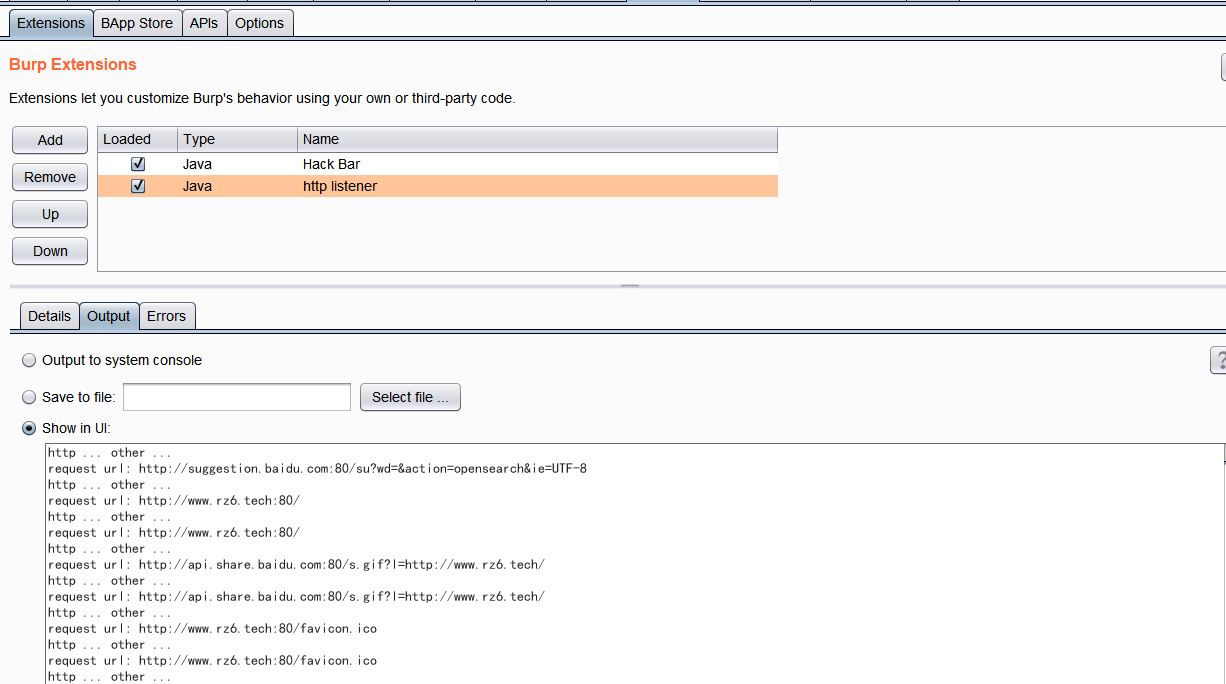 Extensions BApp Store APIs Options
Burp Extensions
Extensions let you customize Burp's behavior using your own or third-party code.
Add
Remove
Up
Down
Loaded Type Name
Java Hack Bar
Java http listener
Details Output Errors
Output to system console
?
Save to file: Select file ...
Show in UI:
http ... other ...
request url: http://suggestion.baidu.com:80/su?wd=&action=opensearch&ie=UTF-8
http ... other ...
request url: http://www.rz6.tech:80/
http ... other ...
request url: http://www.rz6.tech:80/
http ... other ...
request url: http://api.share.baidu.com:80/s.gif?l=http://www.rz6.tech/
http ... other ...
request url: http://api.share.baidu.com:80/s.gif?l=http://www.rz6.tech/
http ... other ...
request url: http://www.rz6.tech:80/favicon.ico
http ... other ...
request url: http://www.rz6.tech:80/favicon.ico
http ... other ...